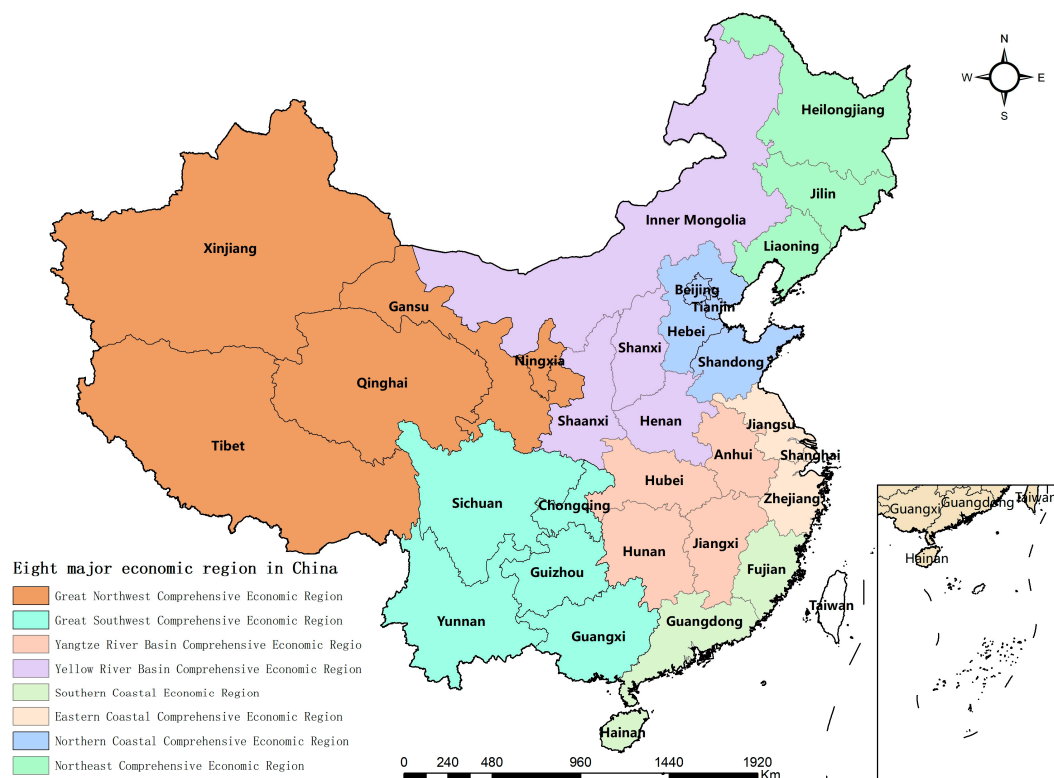 N
W E
S
Heilongjiang
Jilin
Inner Mongolia
Liaoning
Xinjiang
Beijing
Tianjin
Gansu
Hebei
Shanxi
Ningxia
Shandong
Qinghai
Shaanxi
Henan
Jiangsu
Tibet
Anhui
Shanghai
Hubei
Sichuan
Chongqing
Zhejiang
Hunan
Jiangxi
Guizhou
Fujian
Yunnan
Guangxi
Guangdong
Taiwan
Hainan
Guangxi
Guangdong
Taiwan
Hainan
Eight major economic region in China
Great Northwest Comprehensive Economic Region
Great Southwest Comprehensive Economic Region
Yangtze River Basin Comprehensive Economic Regio
Yellow River Basin Comprehensive Economic Region
Southern Coastal Economic Region
Eastern Coastal Comprehensive Economic Region
Northern Coastal Comprehensive Economic Region
Northeast Comprehensive Economic Region
0 240 480 960 1440 1920
Km